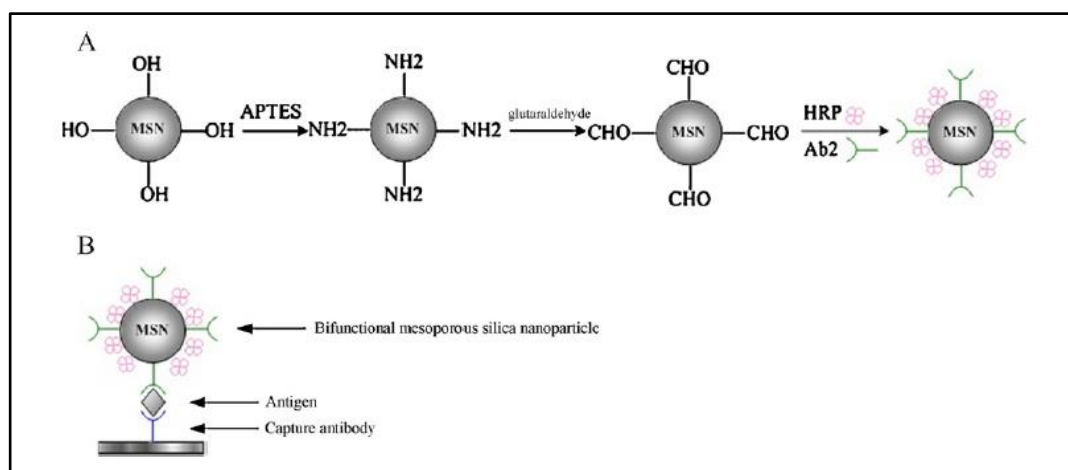 A
OH
HO
MSN
OH
OH
APTES
NH2
NH2
MSN
NH2
NH2
glutaraldehyde
CHO
CHO
MSN
CHO
CHO
HRP
Ab2
MSN
B
MSN
Bifunctional mesoporous silica nanoparticle
Antigen
Capture antibody